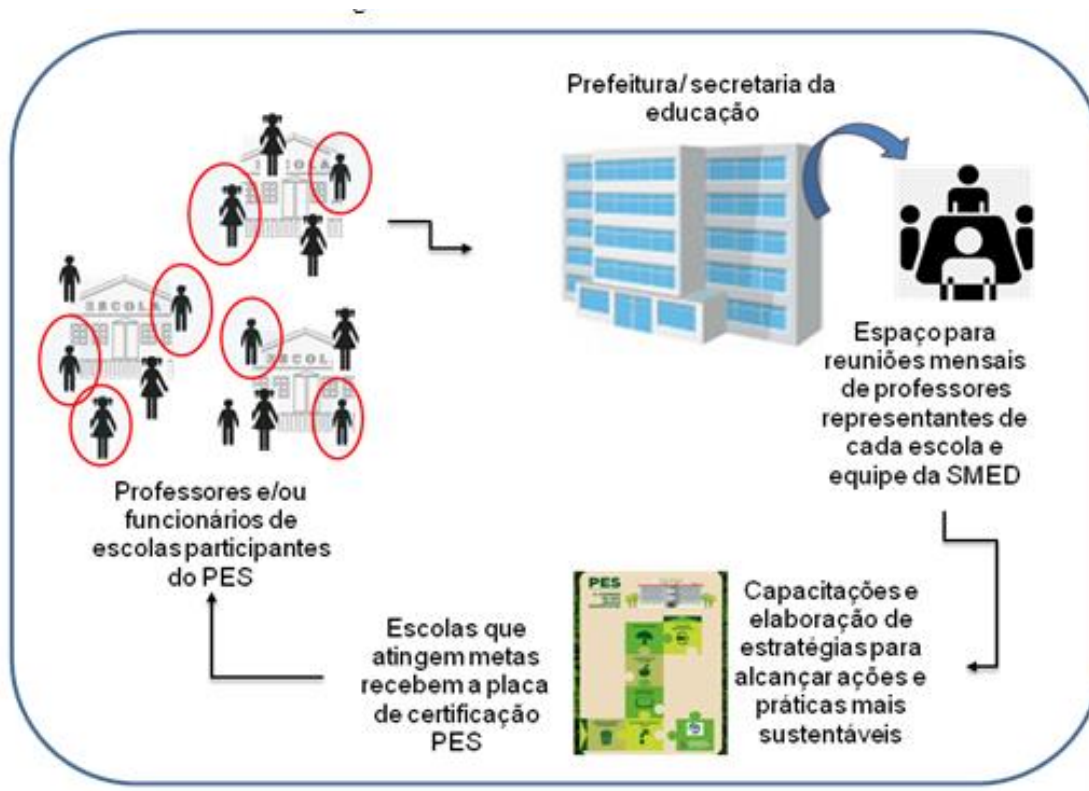 Prefeitura/ secretaria da
educação
ESCOLA
ESCOL
Professores e/ou
funcionários de
escolas participantes
do PES
Espaço para
reuniões mensais
de professores
representantes de
cada escola e
equipe da SMED
Capacitações e
elaboração de
estratégias para
alcançar ações e
práticas mais
sustentáveis
PES
Escolas que
atingem metas
recebem a placa
de certificação
PES